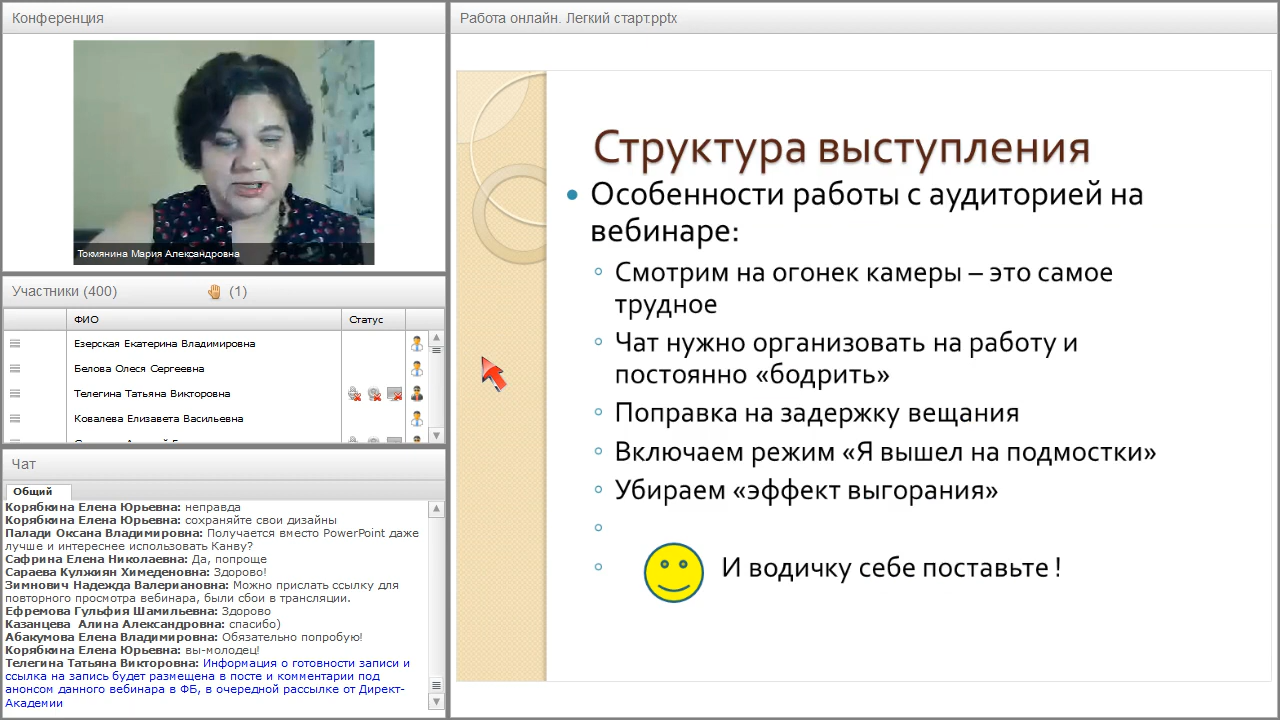 Конференция
Токмянина Мария Александровна
Участники (400) (1)
ФИО Статус
Езерская Екатерина Владимировна
Белова Олеся Сергеевна
Телегина Татьяна Викторовна
Ковалева Елизавета Васильевна
Чат
Общий
Корябкина Елена Юрьевна: неправда
Корябкина Елена Юрьевна: сохраняйте свои дизайны
Палади Оксана Владимировна: Получается вместо PowerPoint даже
лучше и интереснее использовать Канву?
Сафрина Елена Николаевна: Да, попроще
Сараева Кулжиян Химеденовна: Здорово!
Зимнович Надежда Валериановна: Можно прислать ссылку для
повторного просмотра вебинара, были сбои в трансляции.
Ефремова Гульфия Шамильевна: Здорово
Казанцева Алина Александровна: спасибо)
Абакумова Елена Владимировна: Обязательно попробую!
Корябкина Елена Юрьевна: вы-молодец!
Телегина Татьяна Викторовна: Информация о готовности записи и
ссылка на запись будет размещена в посте и комментарии под
анонсом данного вебинара в ФБ, в очередной рассылке от Директ-
Академии
Работа онлайн. Легкий старт.pptx
Структура выступления
Особенности работы с аудиторией на
вебинаре:
Смотрим на огонек камеры – это самое
трудное
Чат нужно организовать на работу и
постоянно «бодрить»
Поправка на задержку вещания
Включаем режим «Я вышел на подмостки»
Убираем «эффект выгорания»
И водичку себе поставьте !